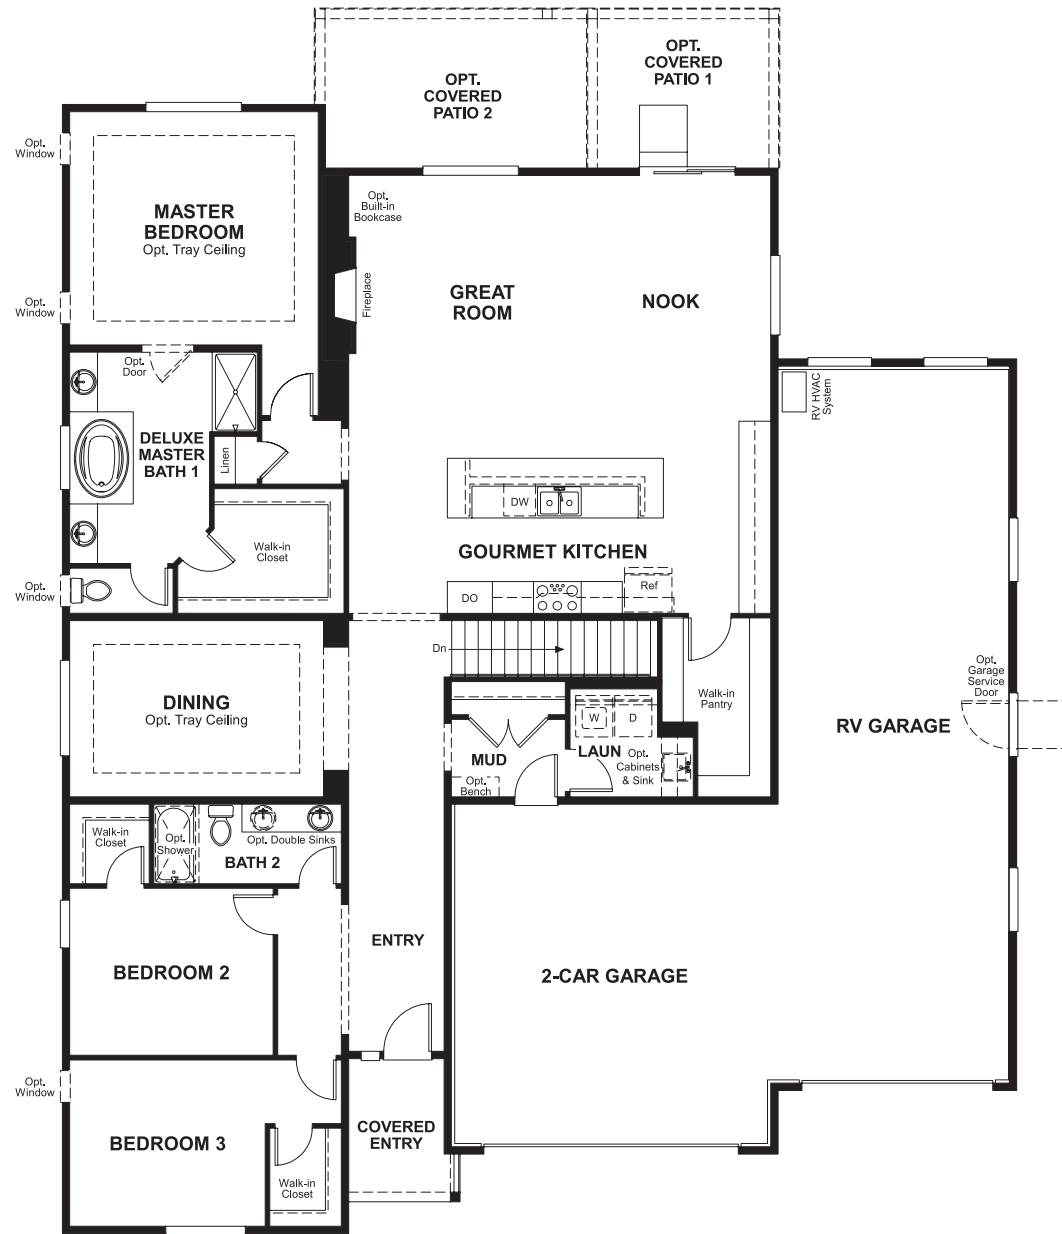 OPT.
COVERED
PATIO 1
OPT.
COVERED
PATIO 2
Opt.
Window
MASTER
BEDROOM
Opt. Tray Ceiling
Opt.
Built-in
Bookcase
Opt.
Window
Fireplace
GREAT
ROOM
NOOK
Opt.
Door
RV HVAC
System
DELUXE
MASTER
BATH 1
Linen
DW
Walk-in
Closet
GOURMET KITCHEN
Opt.
Window
DO
Ref
Dn
DINING
Opt. Tray Ceiling
Walk-in
Pantry
Opt.
Garage
Service
Door
RV GARAGE
W
D
MUD
LAUN
Opt.
Cabinets
& Sink
Opt.
Bench
Walk-in
Closet
Opt.
Shower
Opt. Double Sinks
BATH 2
ENTRY
BEDROOM 2
2-CAR GARAGE
Opt.
Window
COVERED
ENTRY
BEDROOM 3
Walk-in
Closet